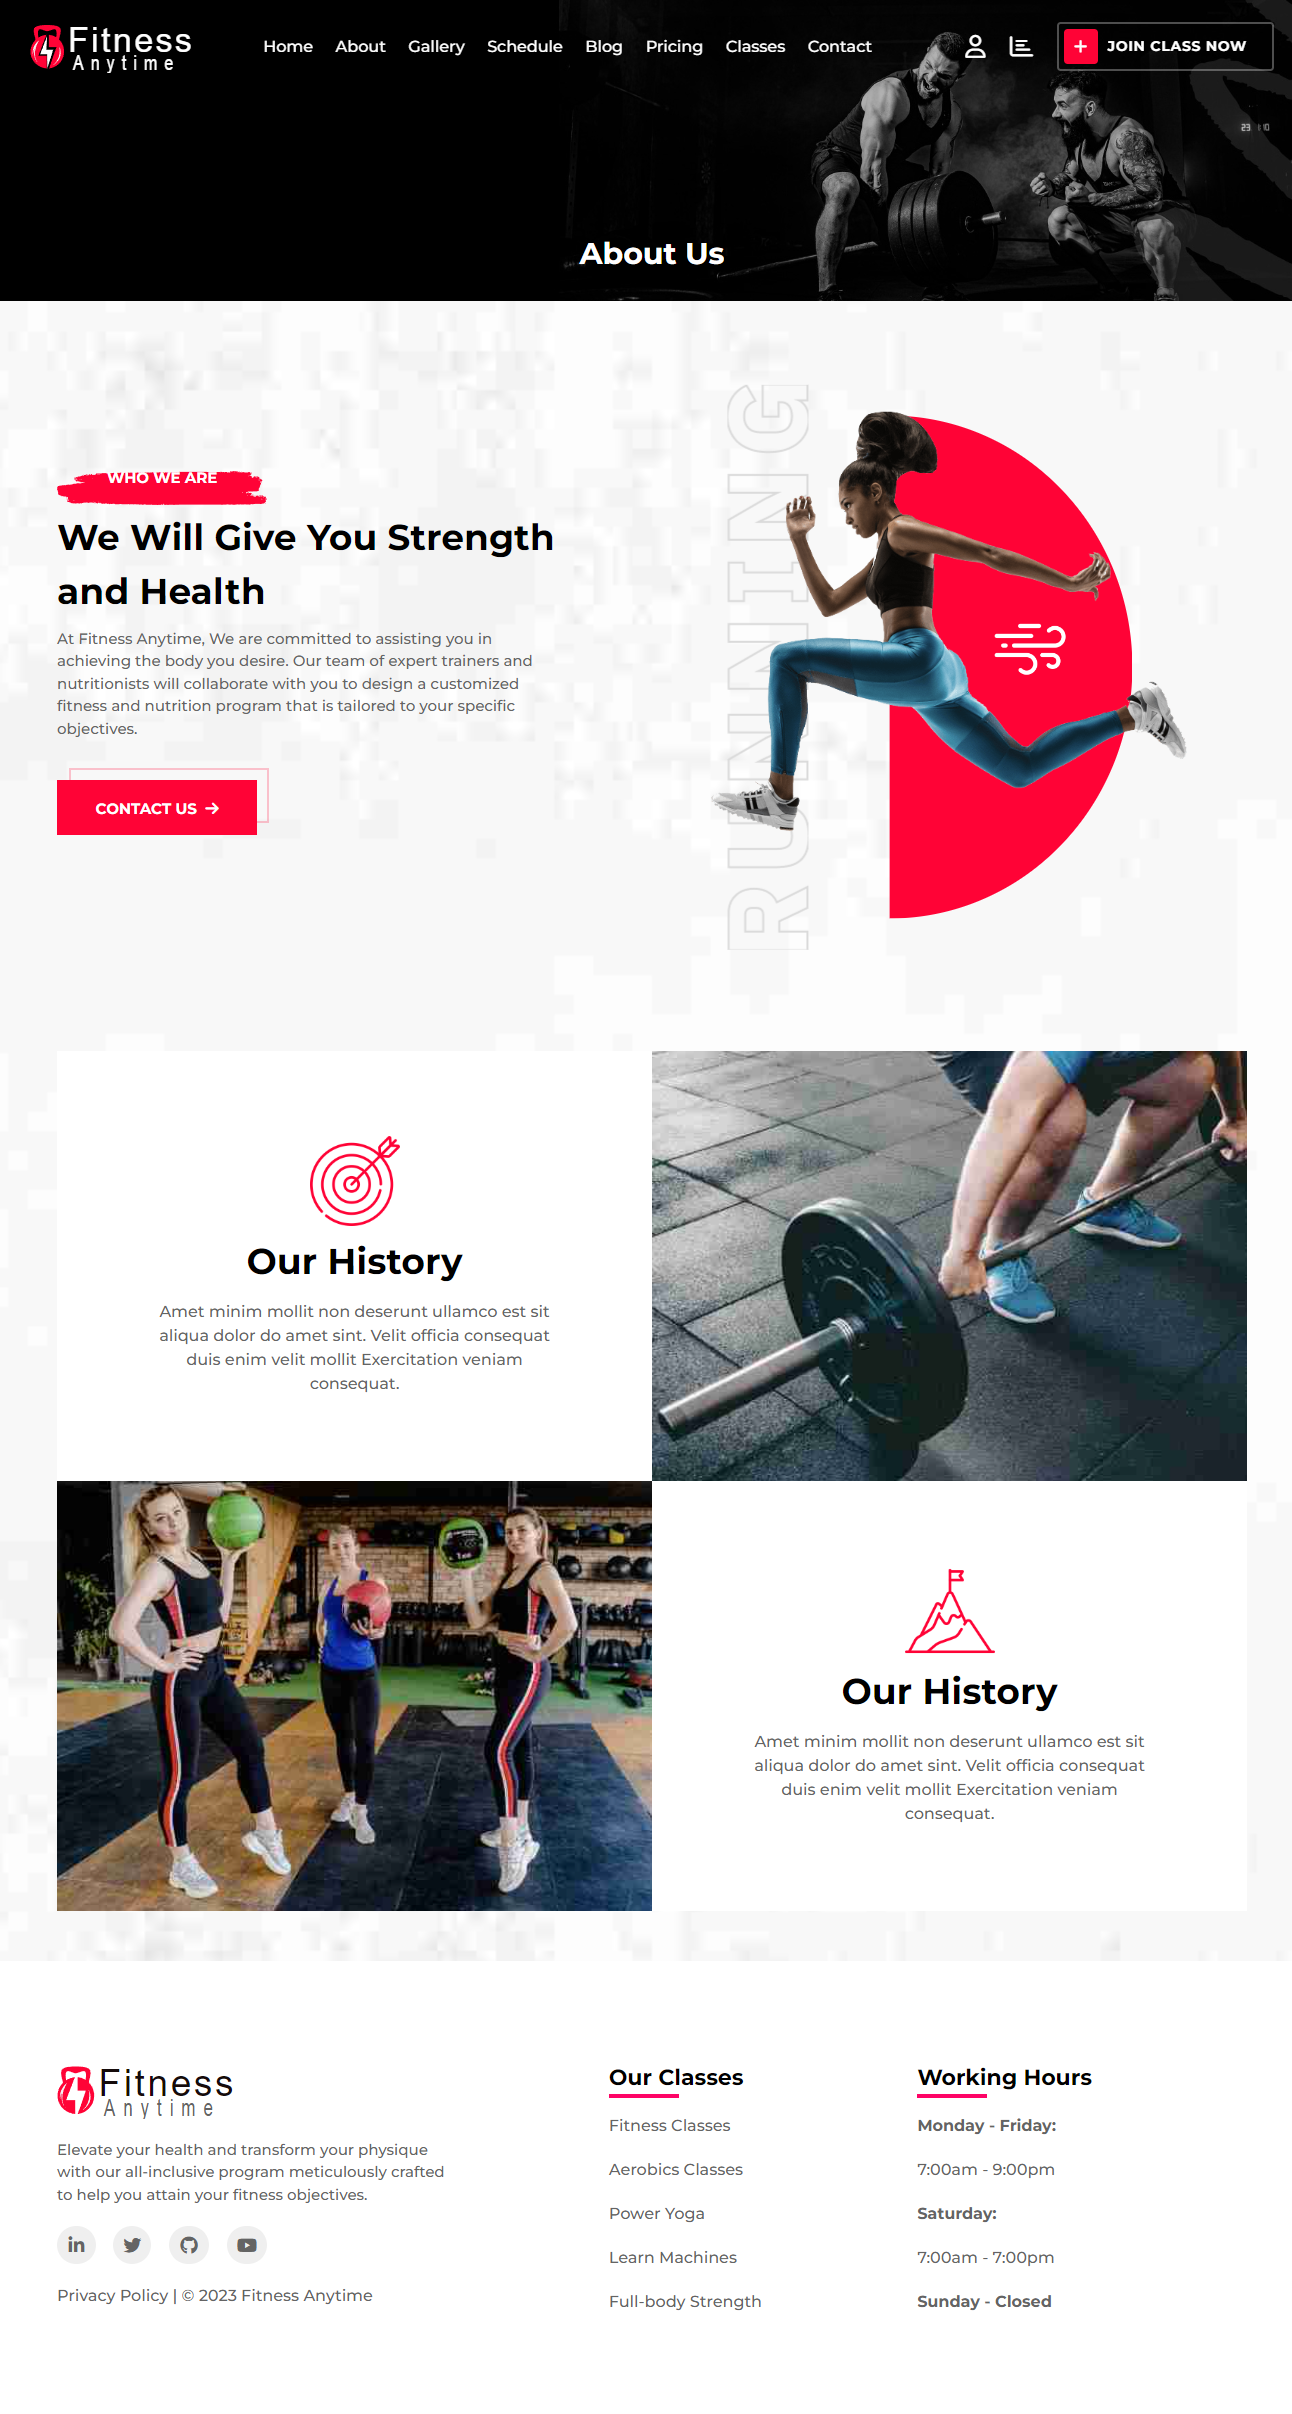 Fitness
Anytime
Home About Gallery Schedule Blog Pricing Classes Contact
+ JOIN CLASS NOW
About Us
WHO WE ARE
We Will Give You Strength
and Health
At Fitness Anytime, We are committed to assisting you in
achieving the body you desire. Our team of expert trainers and
nutritionists will collaborate with you to design a customized
fitness and nutrition program that is tailored to your specific
objectives.
CONTACT US →
RUNNING
Our History
Amet minim mollit non deserunt ullamco est sit
aliqua dolor do amet sint. Velit officia consequat
duis enim velit mollit Exercitation veniam
consequat.
Our History
Amet minim mollit non deserunt ullamco est sit
aliqua dolor do amet sint. Velit officia consequat
duis enim velit mollit Exercitation veniam
consequat.
Fitness
Anytime
Elevate your health and transform your physique
with our all-inclusive program meticulously crafted
to help you attain your fitness objectives.
in
Privacy Policy | © 2023 Fitness Anytime
Our Classes
Fitness Classes
Aerobics Classes
Power Yoga
Learn Machines
Full-body Strength
Working Hours
Monday - Friday:
7:00am - 9:00pm
Saturday:
7:00am - 7:00pm
Sunday - Closed